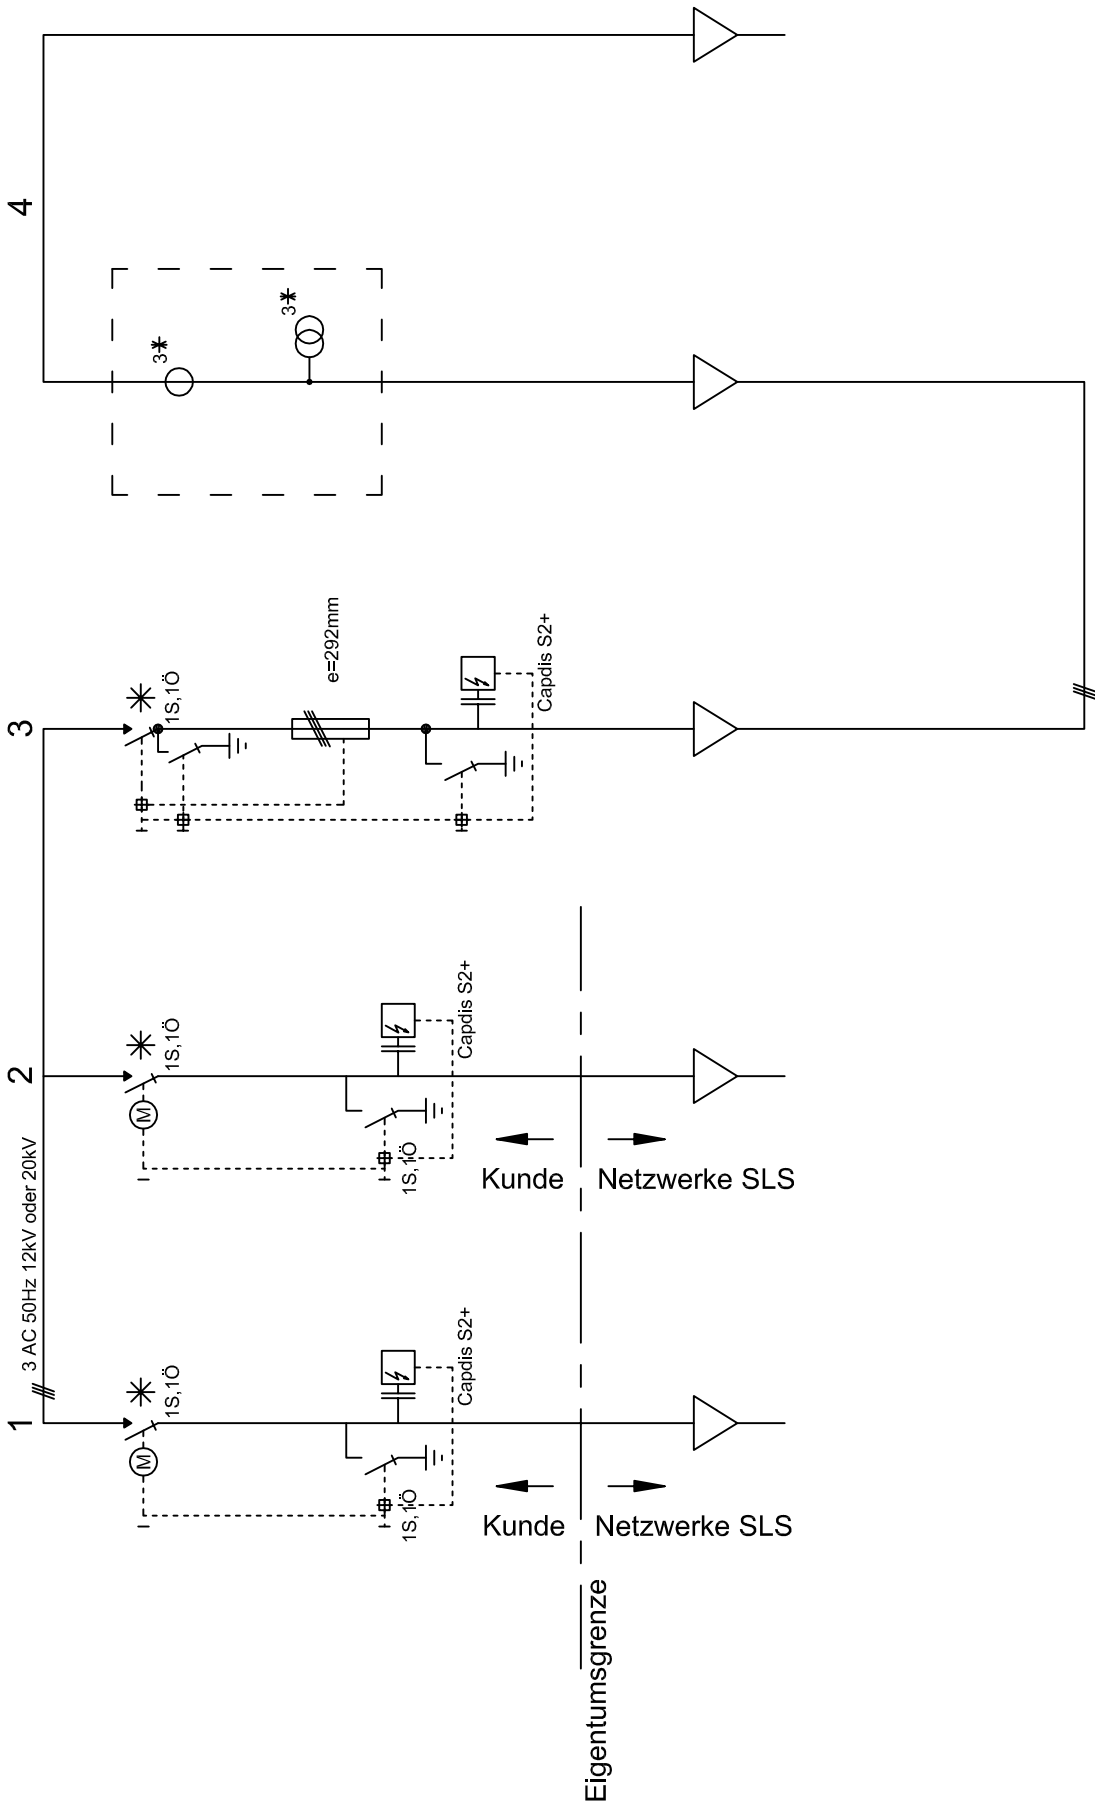 1
2
3
4
3 AC 50Hz 12kV oder 20kV
1S,1Ö
1S,1Ö
1S,1Ö
3*
3*
e=292mm
1S,1Ö
1S,1Ö
Capdis S2+
Capdis S2+
Capdis S2+
M
M
Kunde
Netzwerke SLS
Kunde
Netzwerke SLS
Eigentumsgrenze